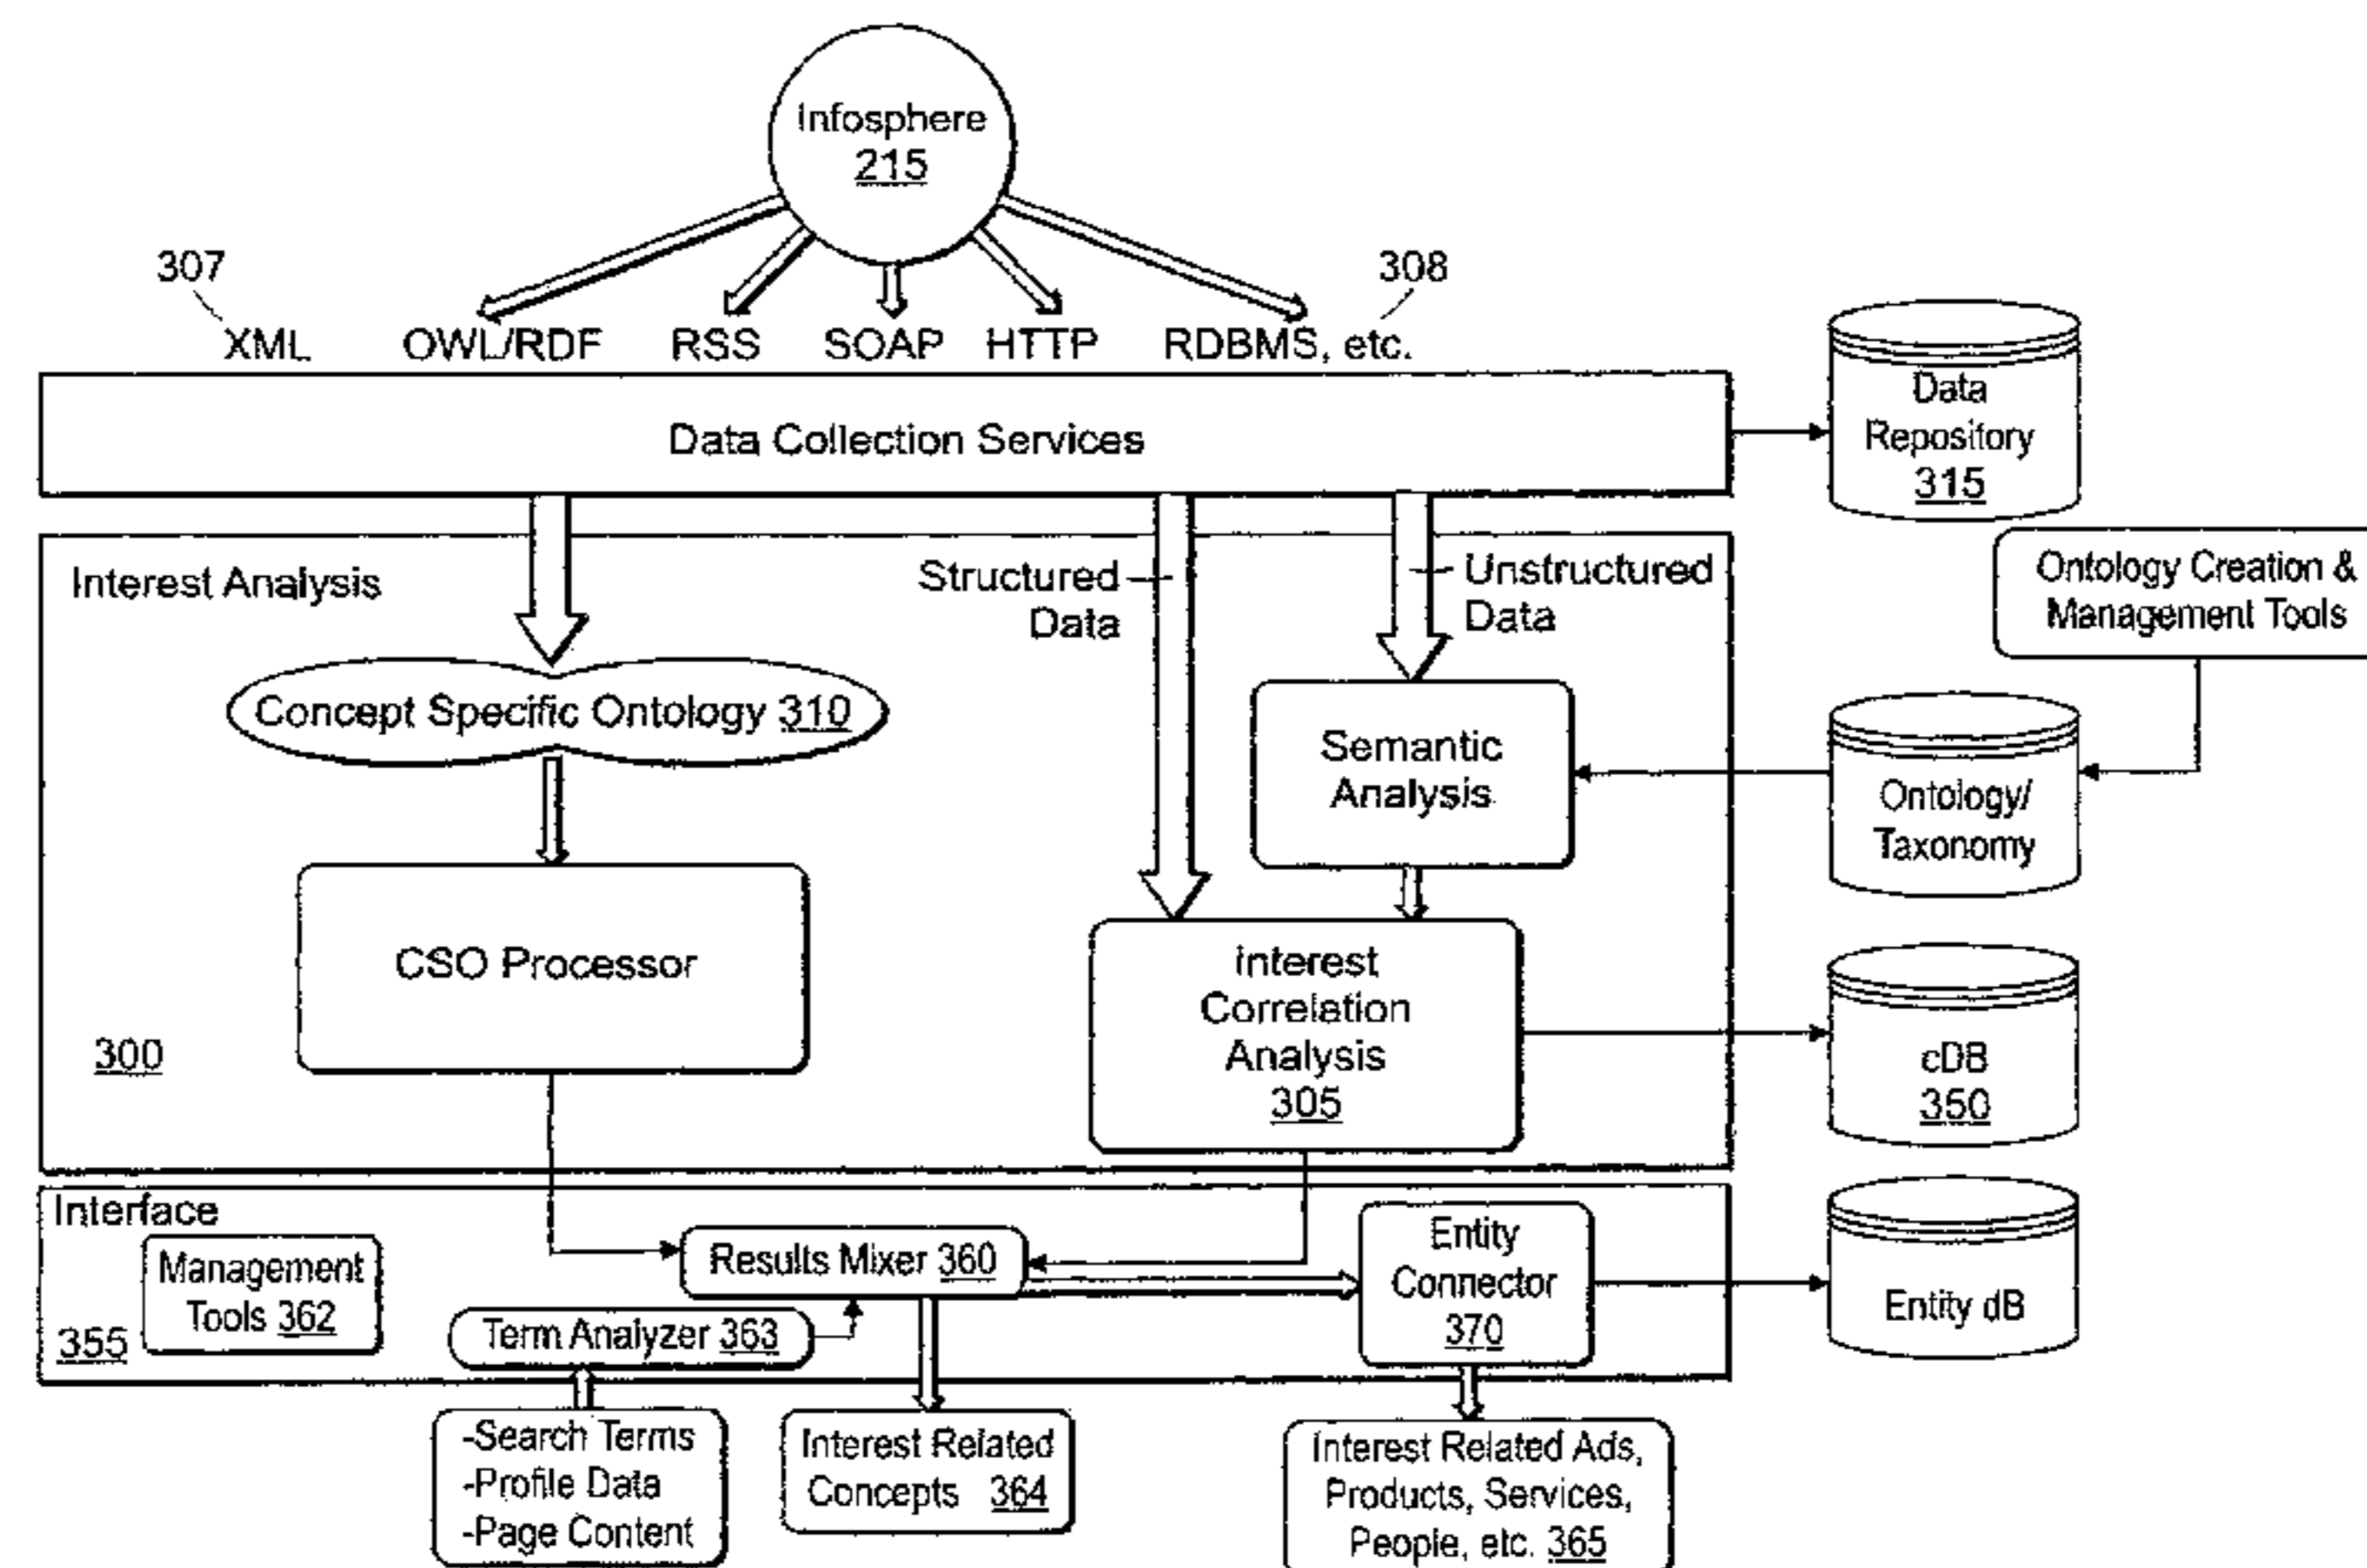 Infosphere
215
307
308
XML OWL/RDF RSS SOAP HTTP RDBMS, etc.
Data Collection Services
Data
Repository
315
Interest Analysis
Structured
Data
Unstructured
Data
Ontology Creation &
Management Tools
Concept Specific Ontology 310
Semantic
Analysis
Ontology/
Taxonomy
CSO Processor
interest
Correlation
Analysis
305
300
cDB
350
Interface
Management
Tools 362
355
Results Mixer 360
Term Analyzer 363
Entity
Connector
370
Entity dB
-Search Terms
-Profile Data
-Page Content
Interest Related
Concepts 364
Interest Related Ads,
Products, Services,
People, etc. 365